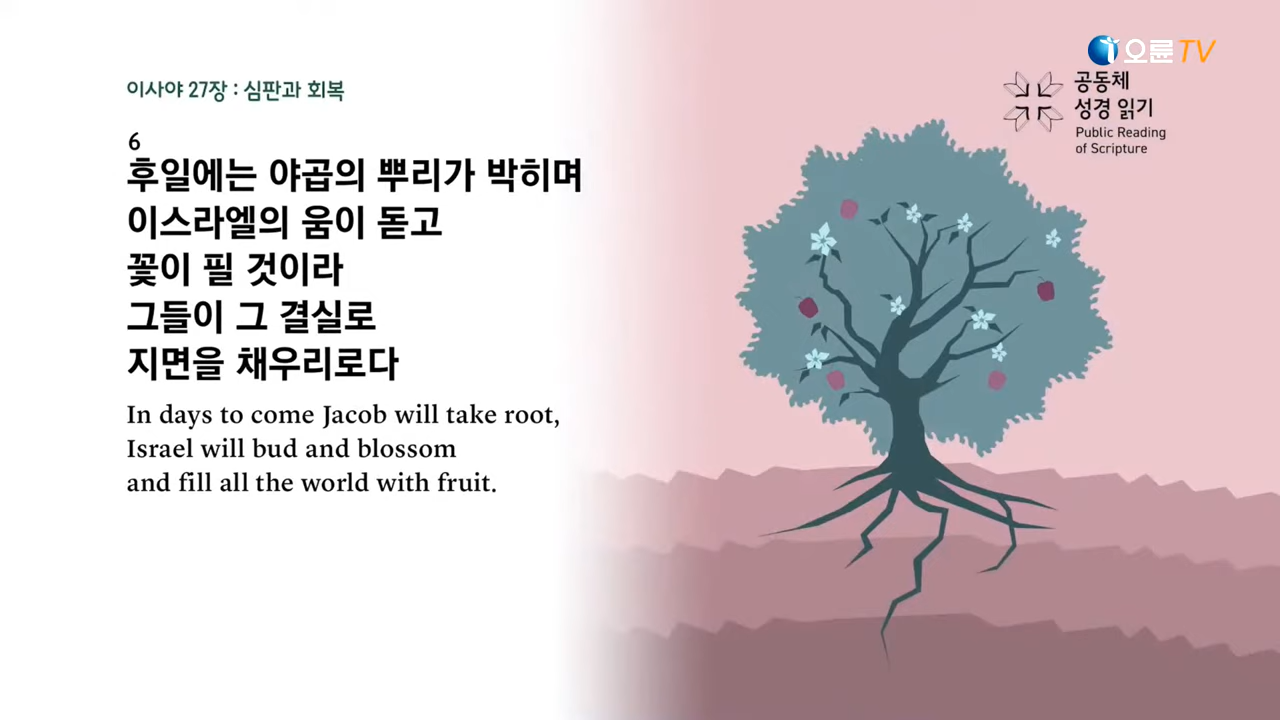 오륜TV
이사야 27장 : 심판과 회복
공동체
성경 읽기
Public Reading
of Scripture
6
후일에는 야곱의 뿌리가 박히며
이스라엘의 움이 돋고
꽃이 필 것이라
그들이 그 결실로
지면을 채우리로다
In days to come Jacob will take root,
Israel will bud and blossom
and fill all the world with fruit.